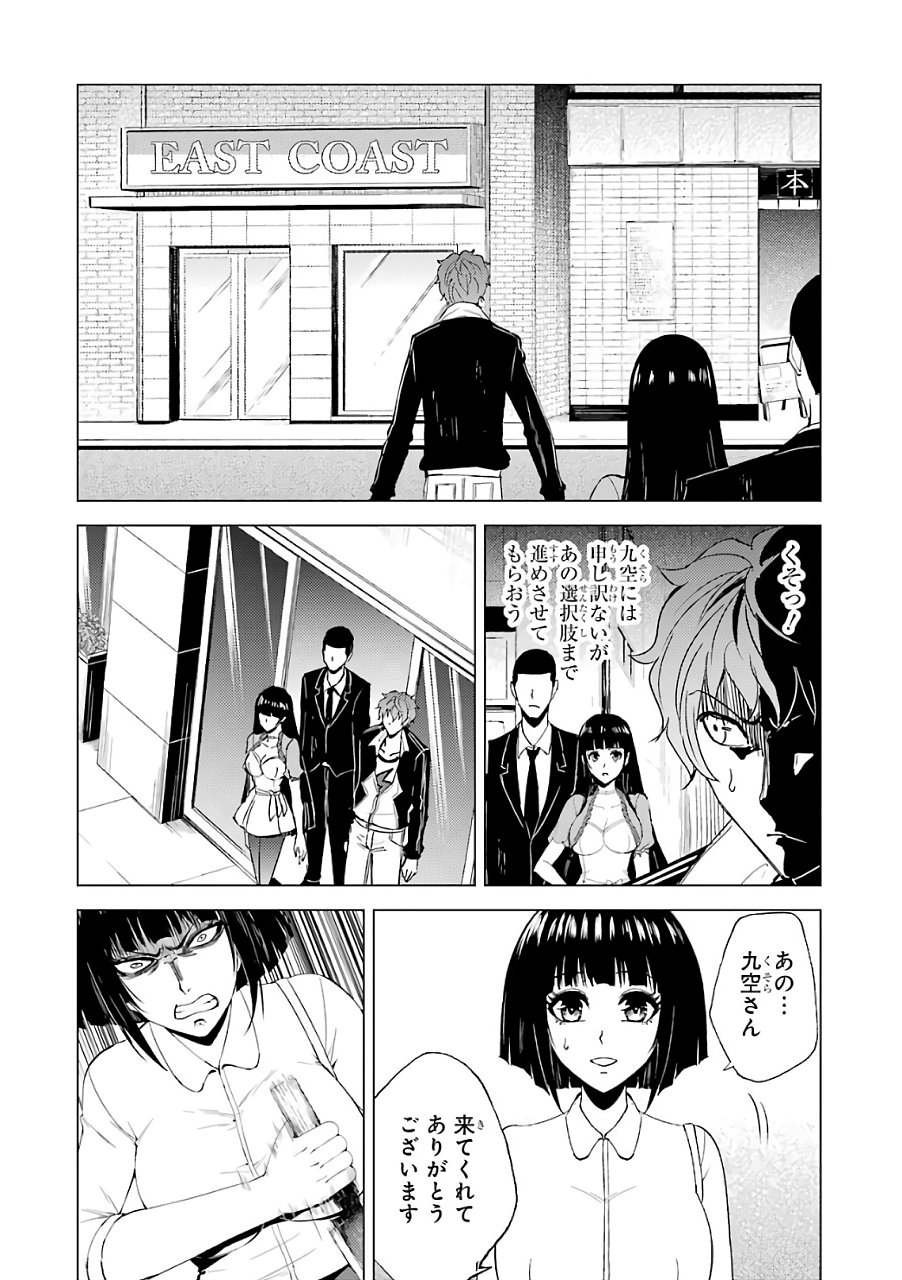 EAST COAST
本
くそっ!
九空には
申し訳ないが
あの選択肢まで
進めさせて
もらおう
あの…
九空さん
来てくれて
ありがとう
ございます